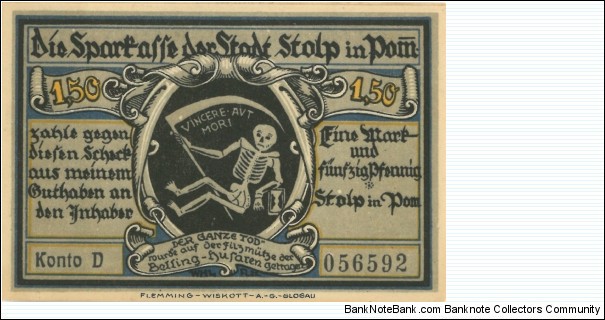 Die Sparkasse der Stadt Stolp in Pom̅.
1,50
1,50
VINCERE·AVT
MORI
zahle gegen
diesen Scheck
aus meinem
Guthaben an
den Inhaber
Eine Mark
und
fünfzig Pfennig
Stolp in Pom
„DER GANZE TOD“
wurde auf der Filzmütze der
Belling-Husaren getragen
Konto D
056592
FLEMMING-WISKOTT-A.-G.-GLOGAU
BankNoteBank.com - BankNote Collectors Community